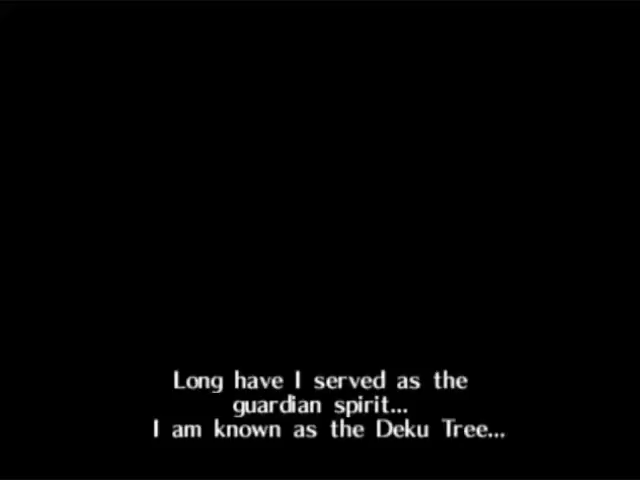 Long have I served as the
guardian spirit...
I am known as the Deku Tree...